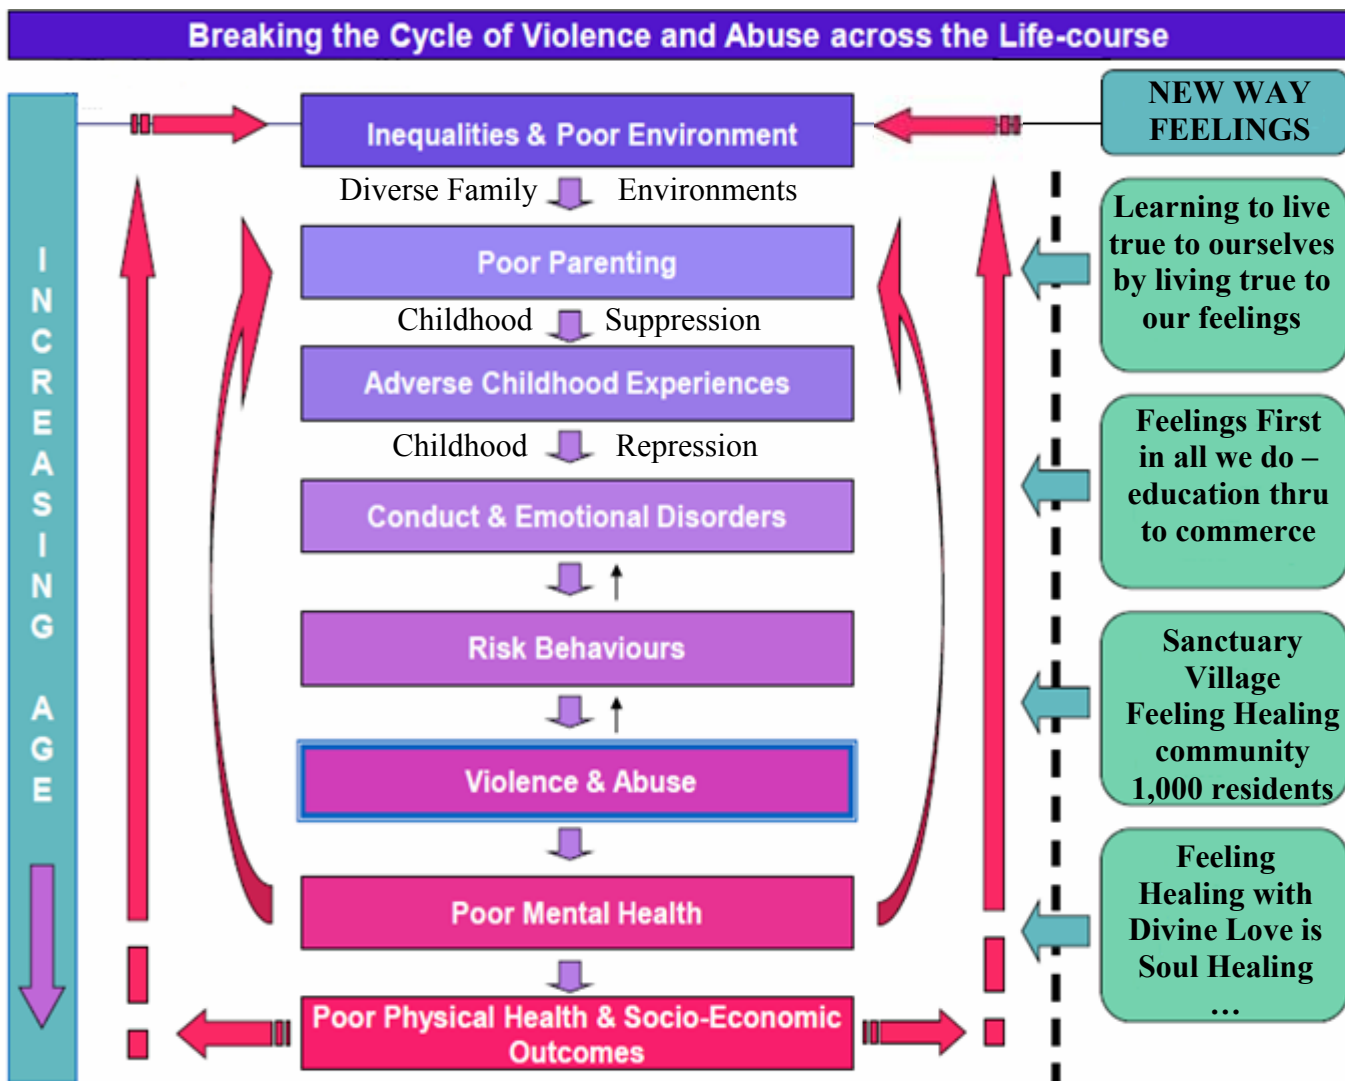 Breaking the Cycle of Violence and Abuse across the Life-course
INCREASING AGE
Inequalities & Poor Environment
Diverse Family Environments
Poor Parenting
Childhood Suppression
Adverse Childhood Experiences
Childhood Repression
Conduct & Emotional Disorders
Risk Behaviours
Violence & Abuse
Poor Mental Health
Poor Physical Health & Socio-Economic
Outcomes
NEW WAY
FEELINGS
Learning to live
true to ourselves
by living true to
our feelings
Feelings First
in all we do –
education thru
to commerce
Sanctuary
Village
Feeling Healing
community
1,000 residents
Feeling
Healing with
Divine Love is
Soul Healing
…